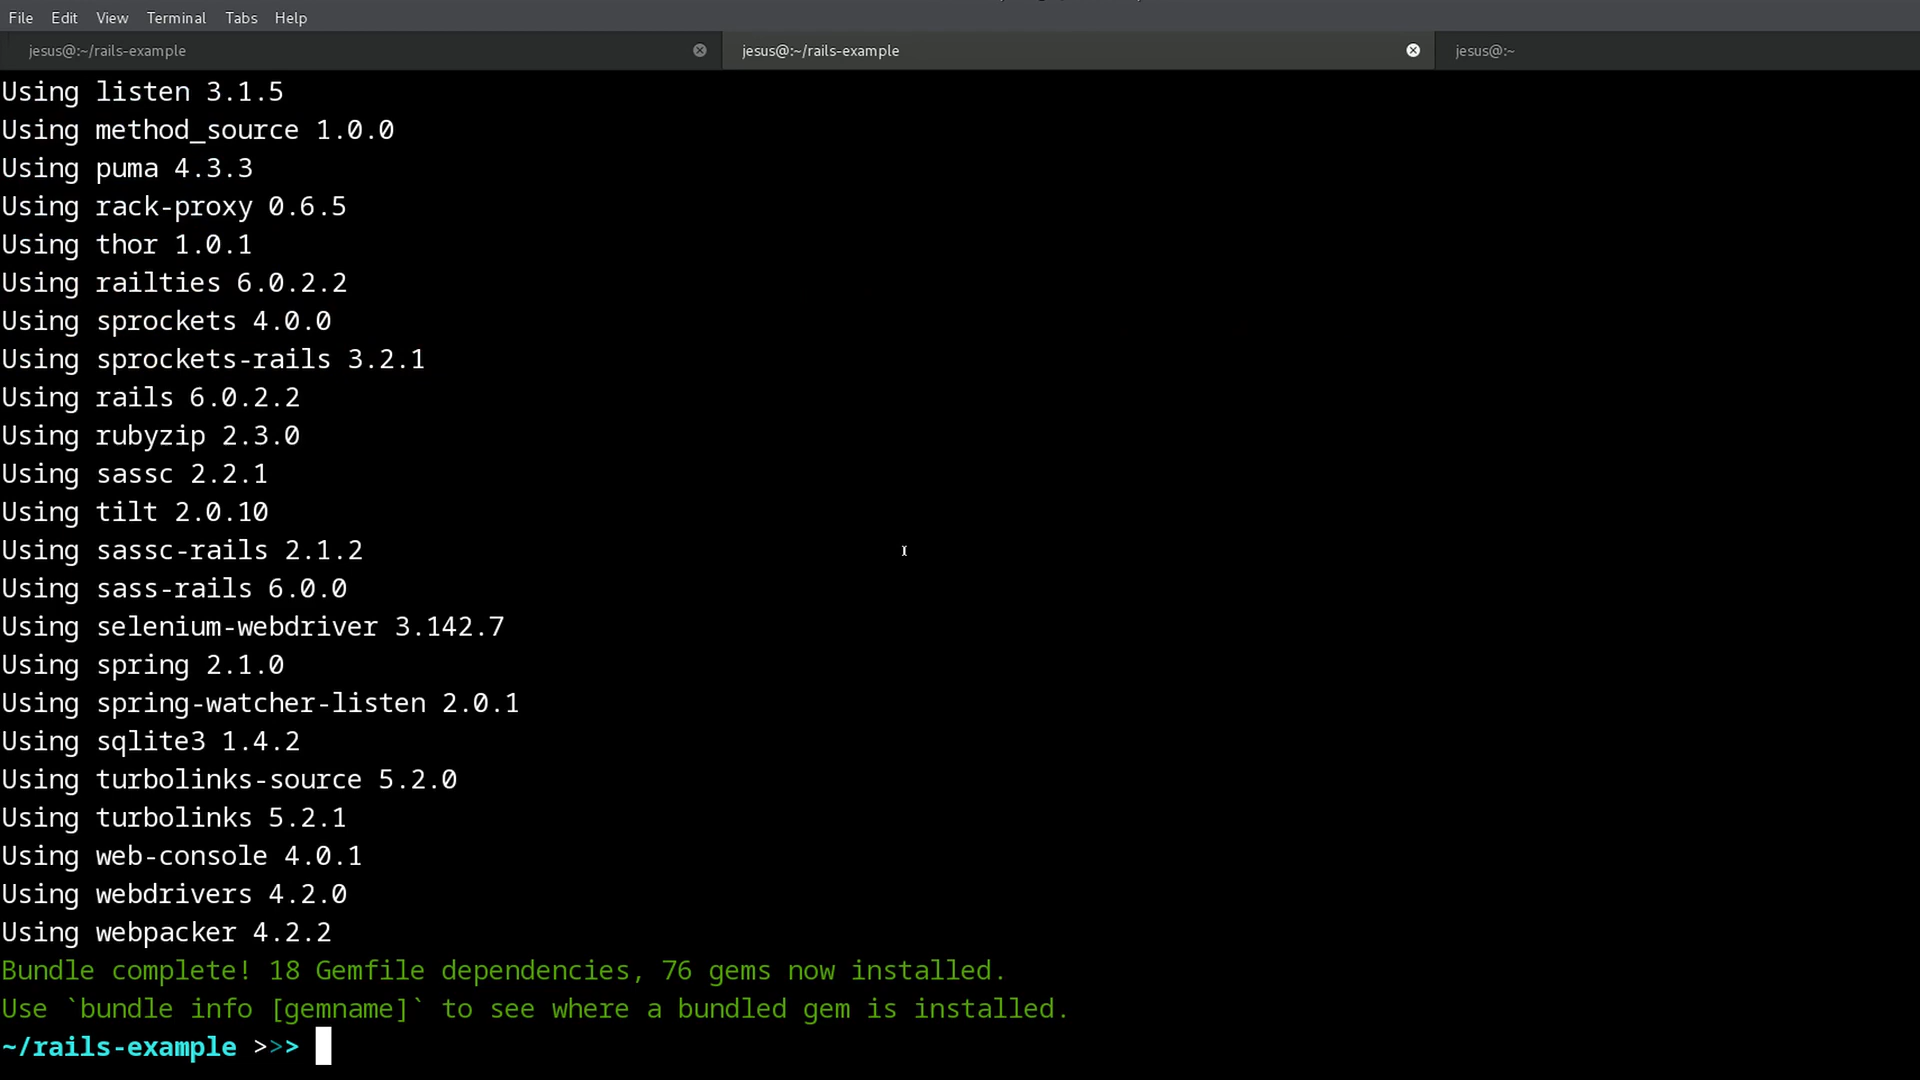 File Edit View Terminal Tabs Help
jesus@:~/rails-example jesus@:~/rails-example jesus@:~
Using listen 3.1.5
Using method_source 1.0.0
Using puma 4.3.3
Using rack-proxy 0.6.5
Using thor 1.0.1
Using railties 6.0.2.2
Using sprockets 4.0.0
Using sprockets-rails 3.2.1
Using rails 6.0.2.2
Using rubyzip 2.3.0
Using sassc 2.2.1
Using tilt 2.0.10
Using sassc-rails 2.1.2
Using sass-rails 6.0.0
Using selenium-webdriver 3.142.7
Using spring 2.1.0
Using spring-watcher-listen 2.0.1
Using sqlite3 1.4.2
Using turbolinks-source 5.2.0
Using turbolinks 5.2.1
Using web-console 4.0.1
Using webdrivers 4.2.0
Using webpacker 4.2.2
Bundle complete! 18 Gemfile dependencies, 76 gems now installed.
Use `bundle info [gemname]` to see where a bundled gem is installed.
~/rails-example >>>